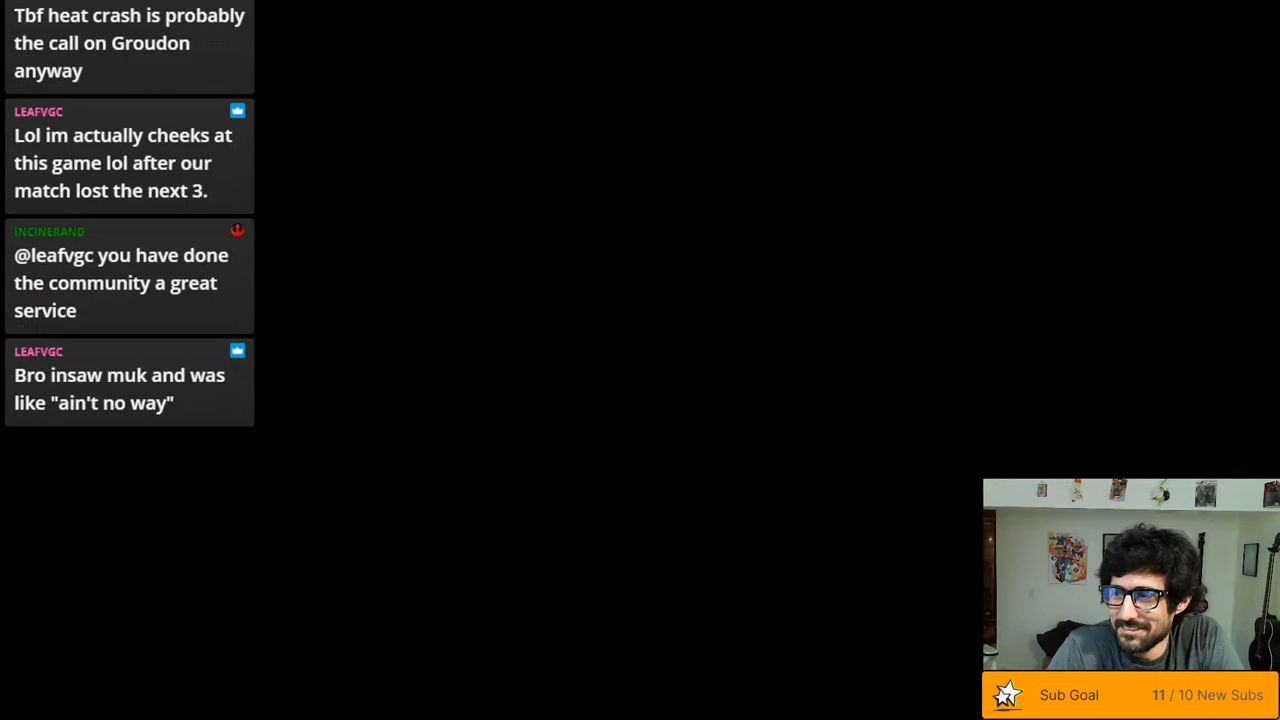 Tbf heat crash is probably
the call on Groudon
anyway
LEAFVGC
Lol im actually cheeks at
this game lol after our
match lost the next 3.
INCINERAND
@leafvgc you have done
the community a great
service
LEAFVGC
Bro insaw muk and was
like "ain't no way"
Sub Goal
11 / 10 New Subs